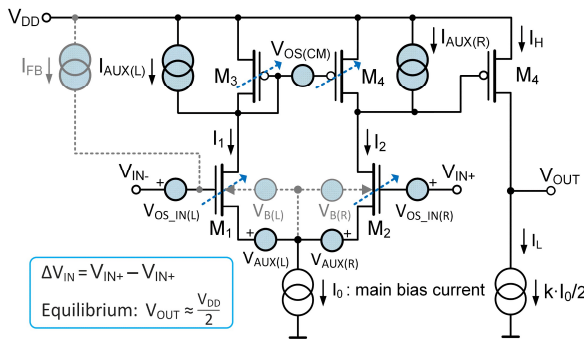 VDD
IFB
IAUX(L)
M3
VOS(CM)
M4
IAUX(R)
IH
M4
I1
I2
VIN-
VIN+
VOUT
VOS_IN(L)
M1
VB(L)
VB(R)
M2
VOS_IN(R)
VAUX(L)
VAUX(R)
IL
ΔVIN = VIN+ − VIN+
Equilibrium: VOUT ≈ VDD/2
I0 : main bias current
k·I0/2